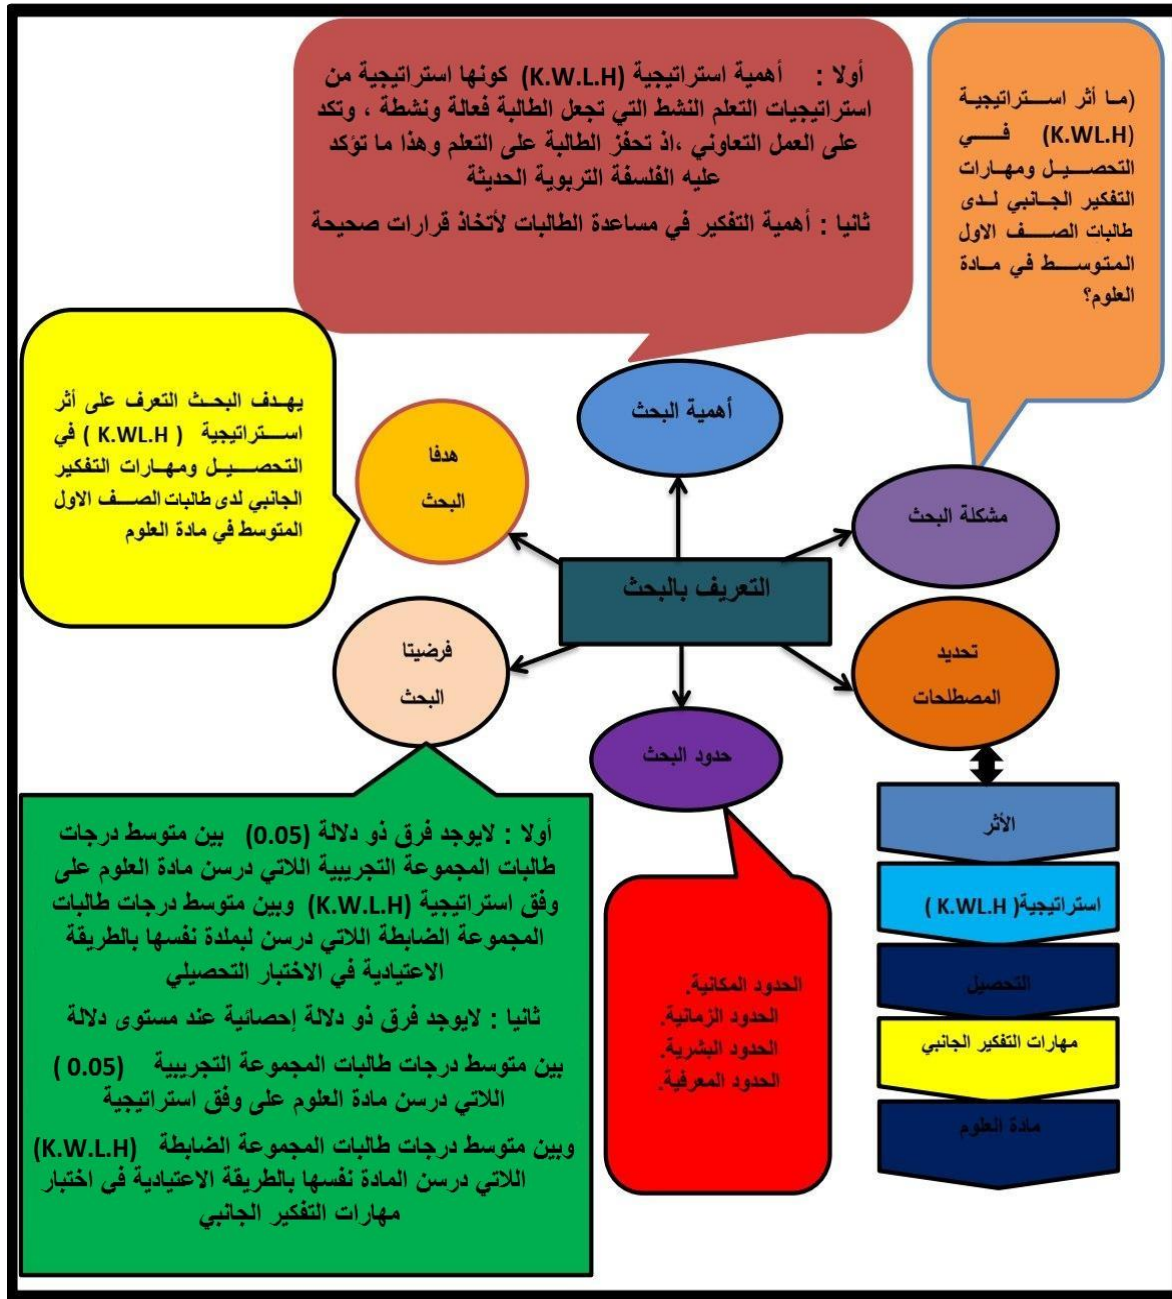 أولا : أهمية استراتيجية (K.W.L.H) كونها استراتيجية من
استراتيجيات التعلم النشط التي تجعل الطالبة فعالة ونشطة ، وتكد
على العمل التعاوني ،اذ تحفز الطالبة على التعلم وهذا ما تؤكد
عليه الفلسفة التربوية الحديثة
ثانيا : أهمية التفكير في مساعدة الطالبات لأتخاذ قرارات صحيحة
(ما أثر استراتيجية
(K.WL.H) في
التحصيل ومهارات
التفكير الجانبي لدى
طالبات الصف الاول
المتوسط في مادة
العلوم؟
يهدف البحث التعرف على أثر
استراتيجية ( K.WL.H ) في
التحصيل ومهارات التفكير
الجانبي لدى طالبات الصف الاول
المتوسط في مادة العلوم
أهمية البحث
هدفا
البحث
مشكلة البحث
التعريف بالبحث
فرضيتا
البحث
تحديد
المصطلحات
حدود البحث
أولا : لايوجد فرق ذو دلالة (0.05) بين متوسط درجات
طالبات المجموعة التجريبية اللاتي درسن مادة العلوم على
وفق استراتيجية (K.W.L.H) وبين متوسط درجات طالبات
المجموعة الضابطة اللاتي درسن لبملدة نفسها بالطريقة
الاعتيادية في الاختبار التحصيلي
ثانيا : لايوجد فرق ذو دلالة إحصائية عند مستوى دلالة
بين متوسط درجات طالبات المجموعة التجريبية (0.05 )
اللاتي درسن مادة العلوم على وفق استراتيجية
وبين متوسط درجات طالبات المجموعة الضابطة (K.W.L.H)
اللاتي درسن المادة نفسها بالطريقة الاعتيادية في اختبار
مهارات التفكير الجانبي
الحدود المكانية.
الحدود الزمانية.
الحدود البشرية.
الحدود المعرفية.
الأثر
استراتيجية( K.WL.H )
التحصيل
مهارات التفكير الجانبي
مادة العلوم